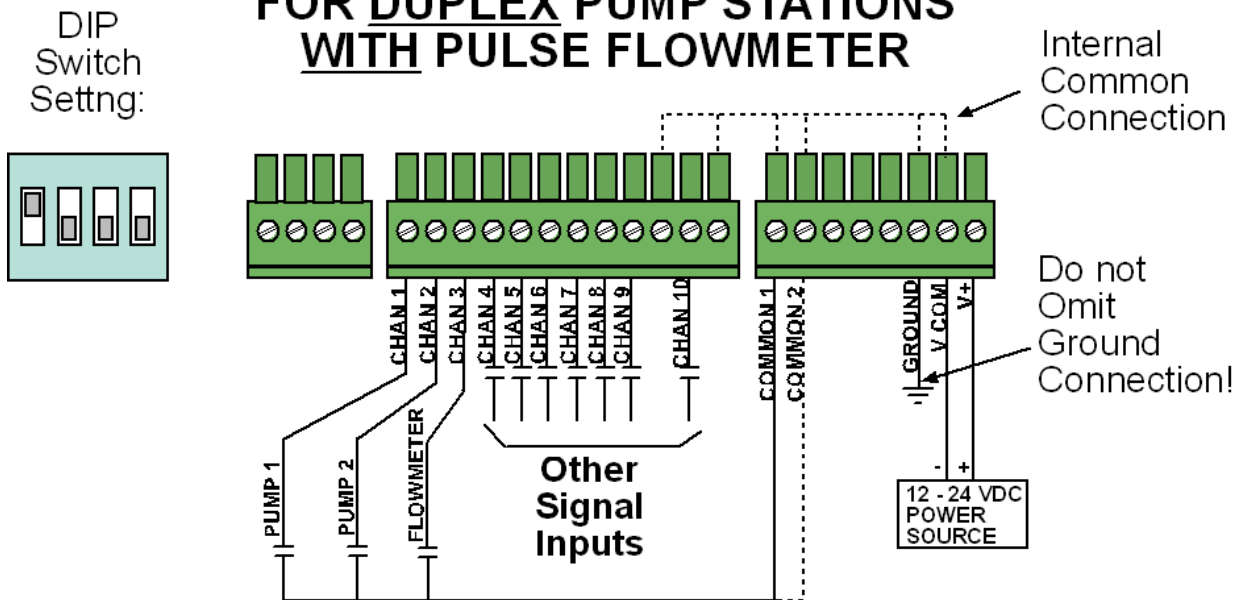 FOR DUPLEX PUMP STATIONS
WITH PULSE FLOWMETER
DIP
Switch
Settng:
Internal
Common
Connection
CHAN 1
CHAN 2
CHAN 3
CHAN 4
CHAN 5
CHAN 6
CHAN 7
CHAN 8
CHAN 9
CHAN 10
COMMON 1
COMMON 2
GROUND
V COM
V+
Do not
Omit
Ground
Connection!
PUMP 1
PUMP 2
FLOWMETER
Other
Signal
Inputs
- +
12 - 24 VDC
POWER
SOURCE